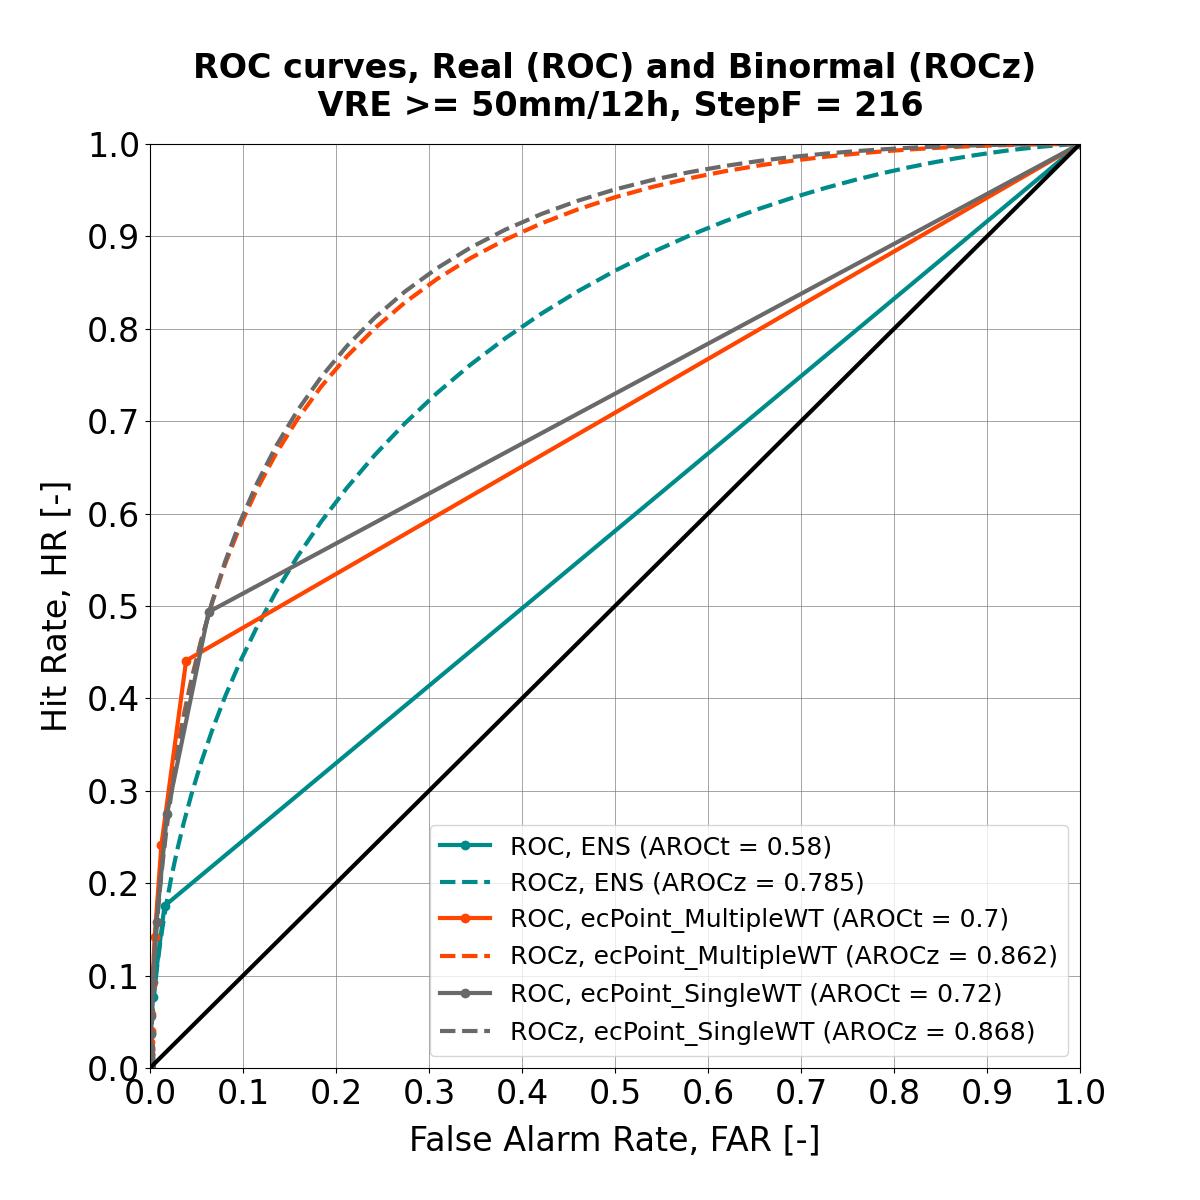 ROC curves, Real (ROC) and Binormal (ROCz)
VRE >= 50mm/12h, StepF = 216
1.0
0.9
0.8
0.7
0.6
0.5
0.4
0.3
0.2
0.1
0.0
Hit Rate, HR [-]
ROC, ENS (AROCt = 0.58)
ROCz, ENS (AROCz = 0.785)
ROC, ecPoint_MultipleWT (AROCt = 0.7)
ROCz, ecPoint_MultipleWT (AROCz = 0.862)
ROC, ecPoint_SingleWT (AROCt = 0.72)
ROCz, ecPoint_SingleWT (AROCz = 0.868)
0.0 0.1 0.2 0.3 0.4 0.5 0.6 0.7 0.8 0.9 1.0
False Alarm Rate, FAR [-]